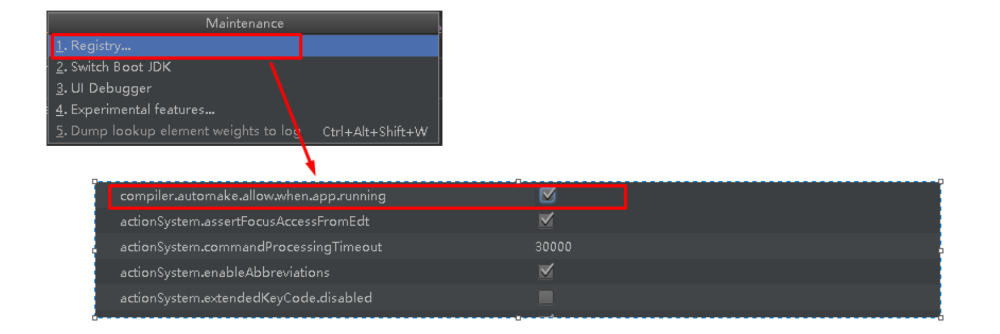 Maintenance
1. Registry...
2. Switch Boot JDK
3. UI Debugger
4. Experimental features...
5. Dump lookup element weights to log Ctrl+Alt+Shift+W
compiler.automake.allow.when.app.running
actionSystem.assertFocusAccessFromEdt
actionSystem.commandProcessingTimeout 30000
actionSystem.enableAbbreviations
actionSystem.extendedKeyCode.disabled